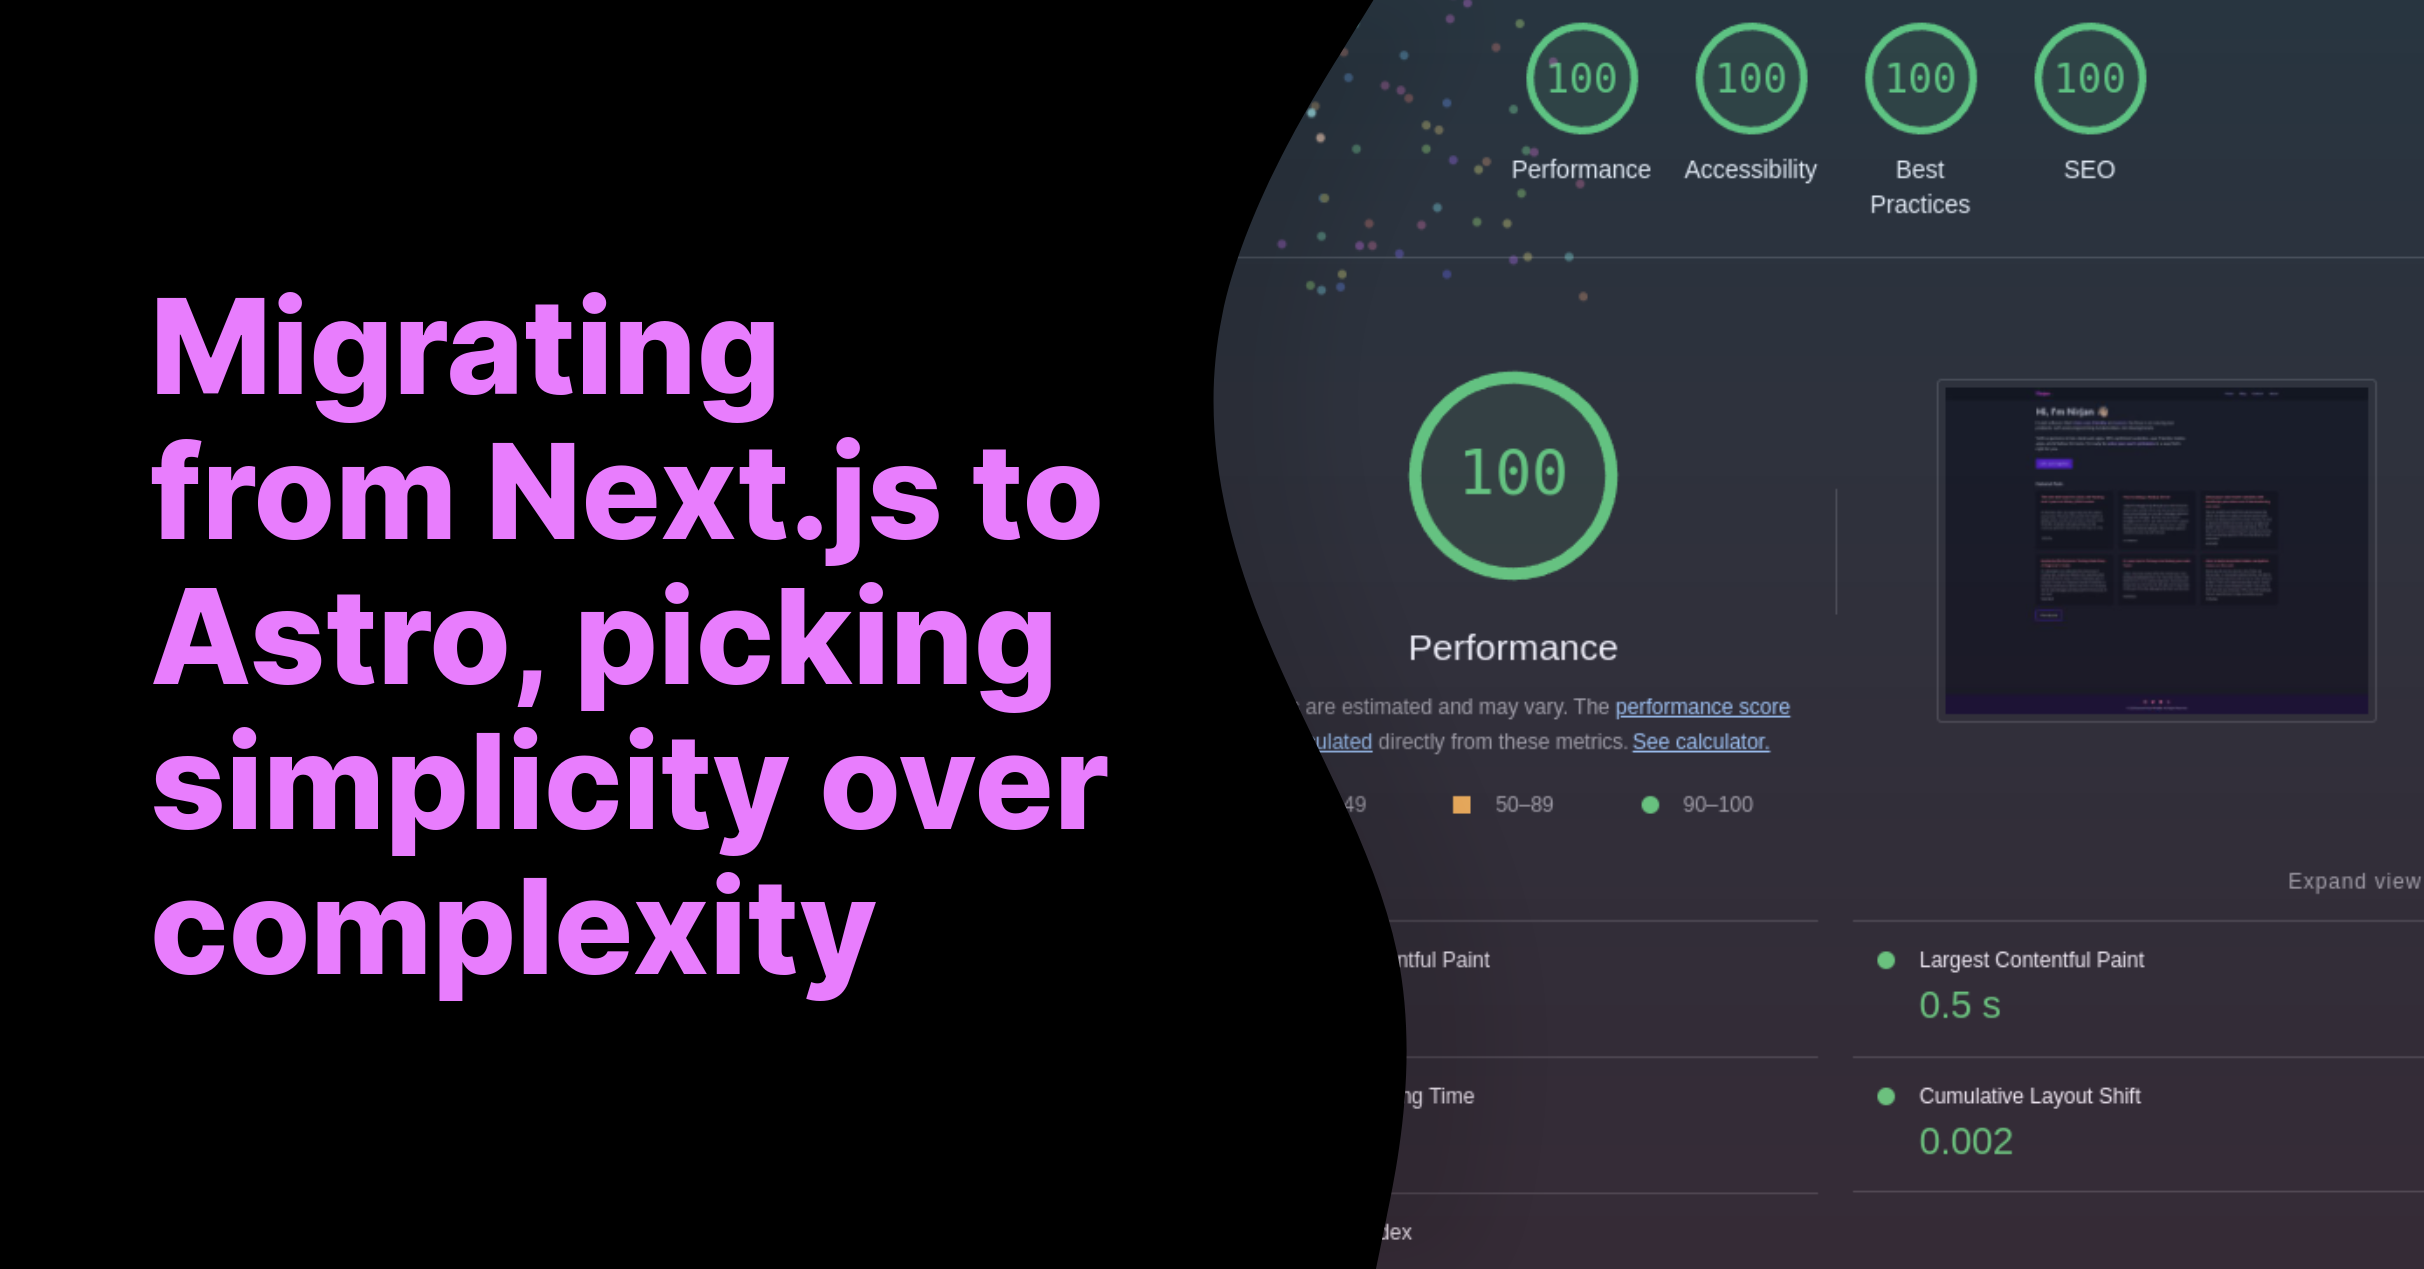 Migrating
from Next.js to
Astro, picking
simplicity over
complexity
100
100
100
100
Performance
Accessibility
Best
Practices
SEO
100
Performance
are estimated and may vary. The performance score
ulated directly from these metrics. See calculator.
49
50–89
90–100
Hi, I'm Nirjan 👋
Expand view
ntful Paint
Largest Contentful Paint
0.5 s
ng Time
Cumulative Layout Shift
0.002
dex